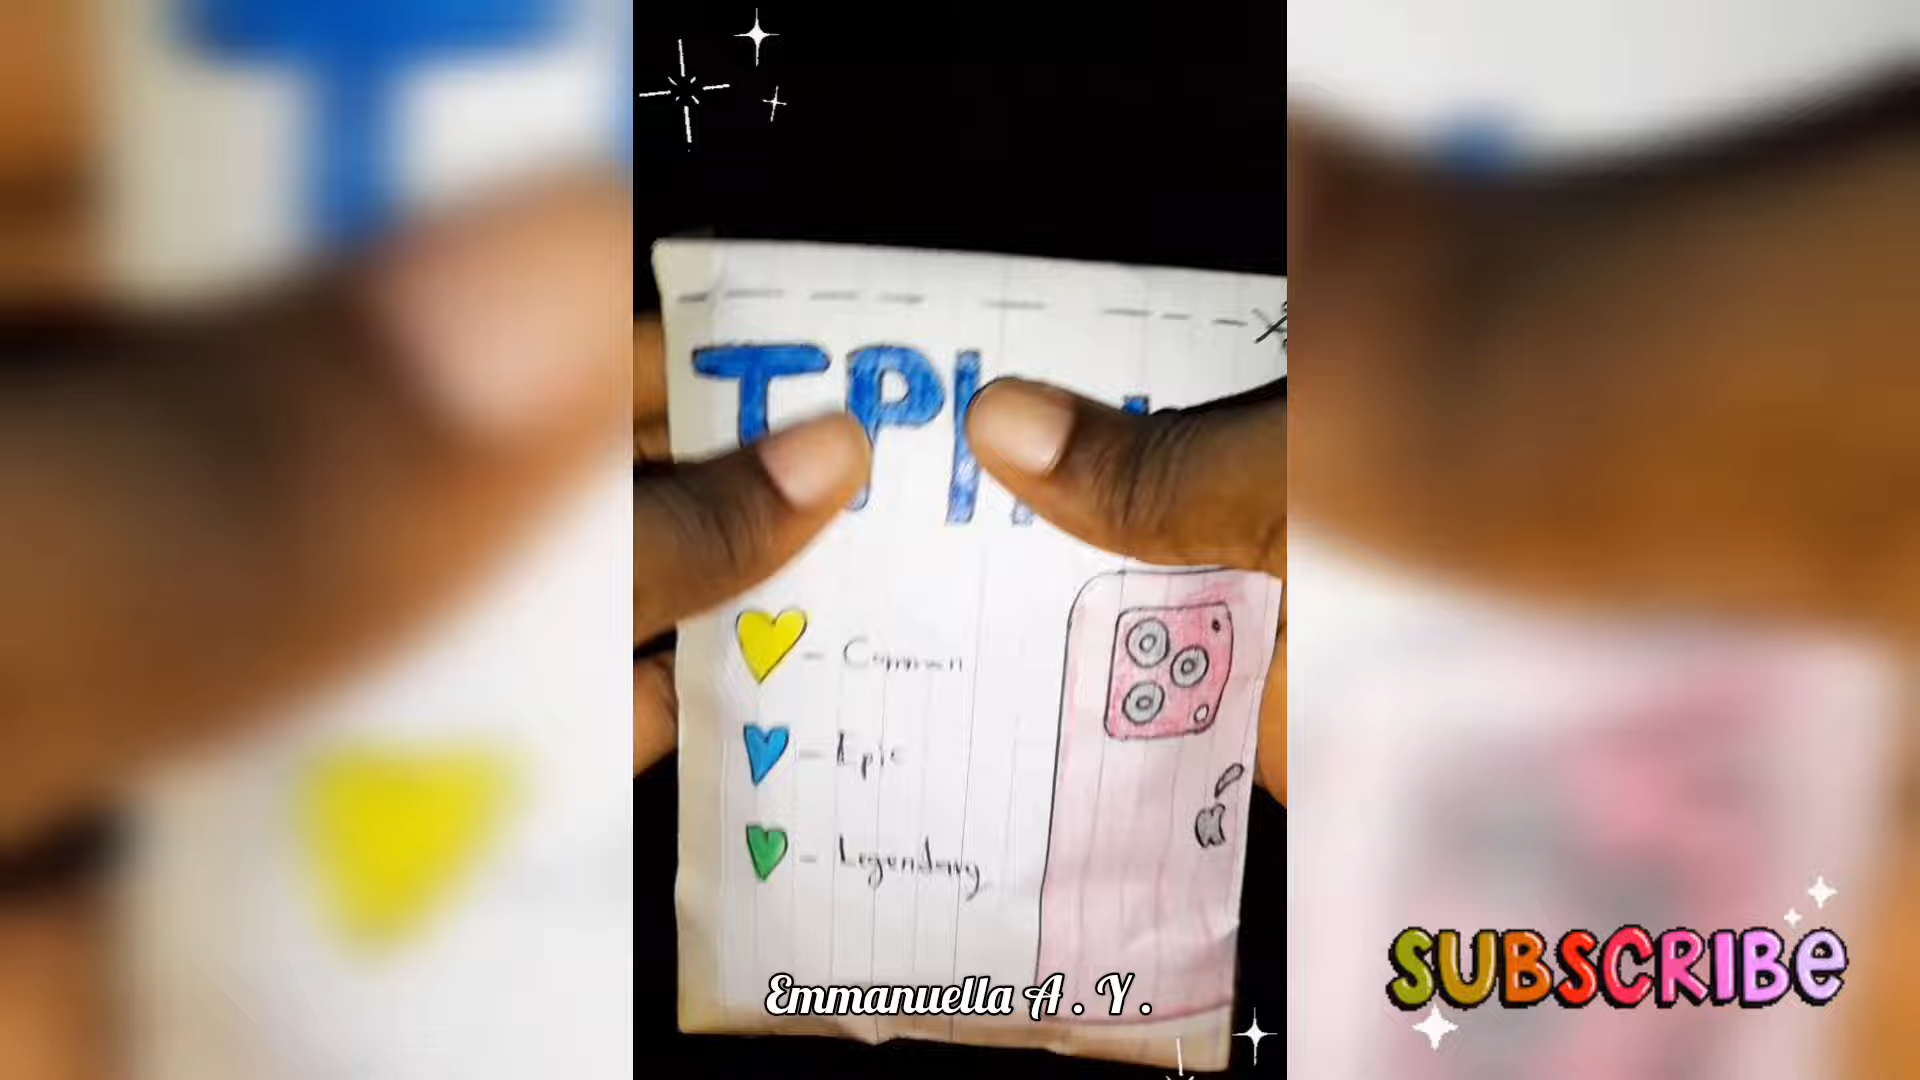 Common
Epic
Legendary
Emmanuella A. Y.
SUBSCRIBE